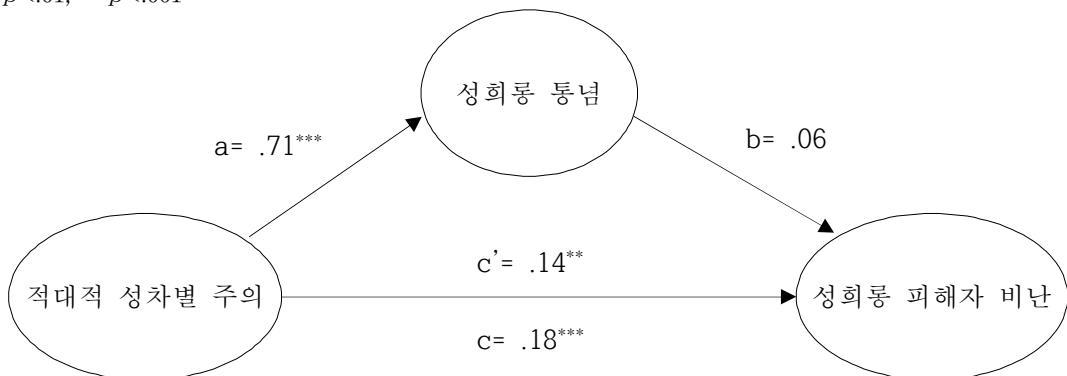 p<.01, p<.001
성희롱 통념
a= .71***
b= .06
c’= .14**
적대적 성차별 주의
성희롱 피해자 비난
c= .18***